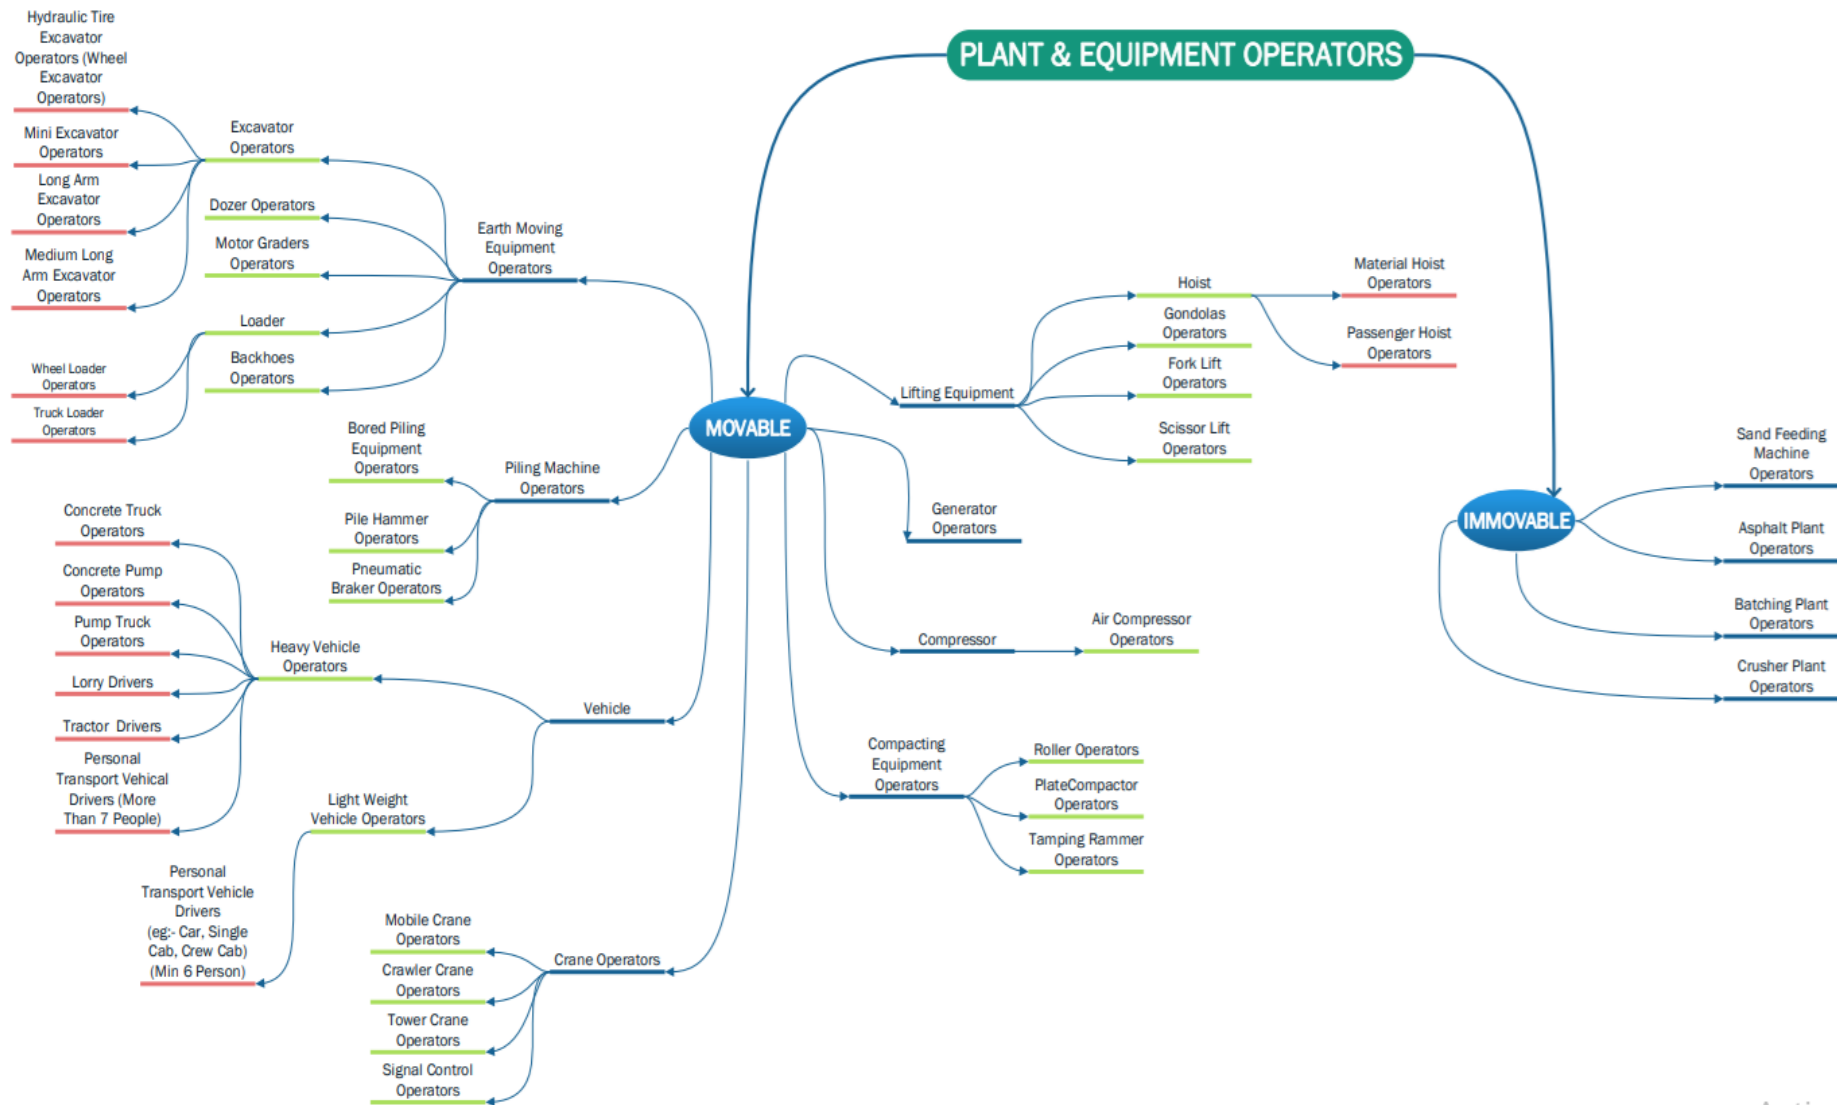 PLANT & EQUIPMENT OPERATORS
Hydraulic Tire
Excavator
Operators (Wheel
Excavator
Operators)
Mini Excavator
Operators
Long Arm
Excavator
Operators
Medium Long
Arm Excavator
Operators
Excavator
Operators
Dozer Operators
Motor Graders
Operators
Loader
Backhoes
Operators
Wheel Loader
Operators
Truck Loader
Operators
Earth Moving
Equipment
Operators
MOVABLE
Bored Piling
Equipment
Operators
Pile Hammer
Operators
Pneumatic
Braker Operators
Piling Machine
Operators
Concrete Truck
Operators
Concrete Pump
Operators
Pump Truck
Operators
Lorry Drivers
Tractor Drivers
Personal
Transport Vehical
Drivers (More
Than 7 People)
Heavy Vehicle
Operators
Vehicle
Light Weight
Vehicle Operators
Personal
Transport Vehicle
Drivers
(eg:- Car, Single
Cab, Crew Cab)
(Min 6 Person)
Mobile Crane
Operators
Crawler Crane
Operators
Tower Crane
Operators
Signal Control
Operators
Crane Operators
Lifting Equipment
Hoist
Gondolas
Operators
Fork Lift
Operators
Scissor Lift
Operators
Material Hoist
Operators
Passenger Hoist
Operators
Generator
Operators
Compressor
Air Compressor
Operators
Compacting
Equipment
Operators
Roller Operators
PlateCompactor
Operators
Tamping Rammer
Operators
IMMOVABLE
Sand Feeding
Machine
Operators
Asphalt Plant
Operators
Batching Plant
Operators
Crusher Plant
Operators